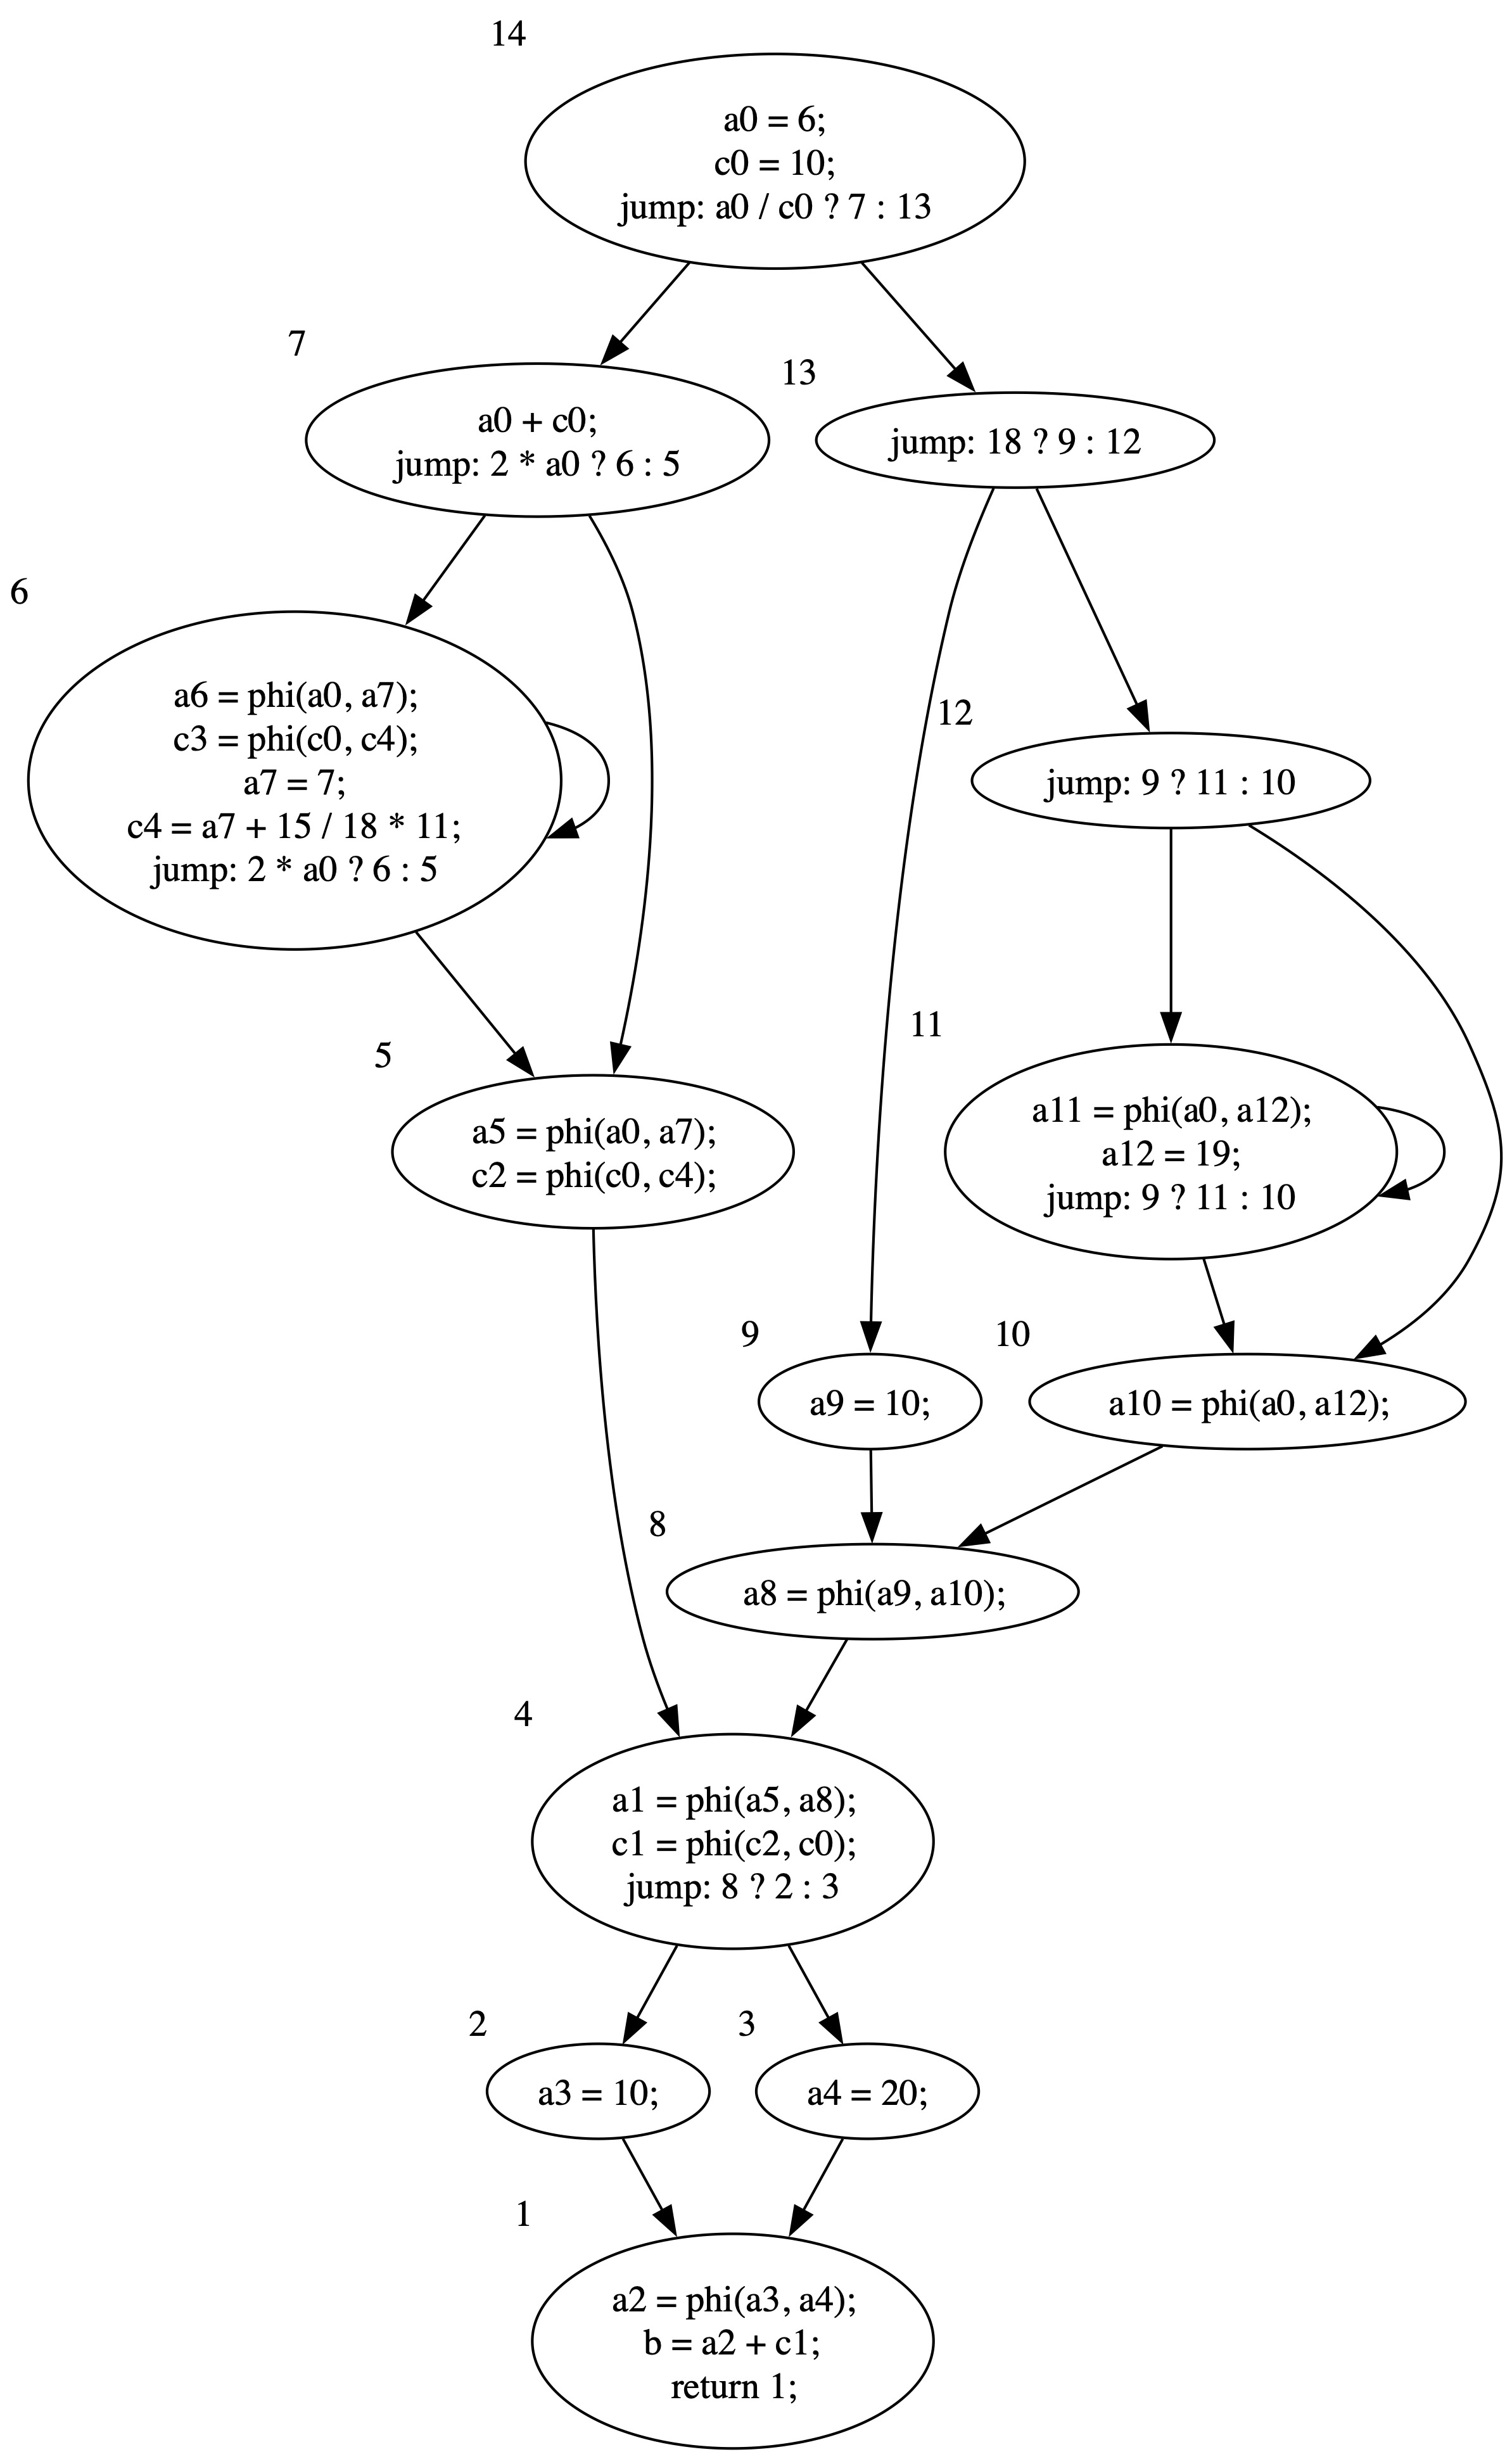 14
a0 = 6;
c0 = 10;
jump: a0 / c0 ? 7 : 13
7
a0 + c0;
jump: 2 * a0 ? 6 : 5
13
jump: 18 ? 9 : 12
6
a6 = phi(a0, a7);
c3 = phi(c0, c4);
a7 = 7;
c4 = a7 + 15 / 18 * 11;
jump: 2 * a0 ? 6 : 5
12
jump: 9 ? 11 : 10
11
a11 = phi(a0, a12);
a12 = 19;
jump: 9 ? 11 : 10
5
a5 = phi(a0, a7);
c2 = phi(c0, c4);
9
a9 = 10;
10
a10 = phi(a0, a12);
8
a8 = phi(a9, a10);
4
a1 = phi(a5, a8);
c1 = phi(c2, c0);
jump: 8 ? 2 : 3
2
a3 = 10;
3
a4 = 20;
1
a2 = phi(a3, a4);
b = a2 + c1;
return 1;